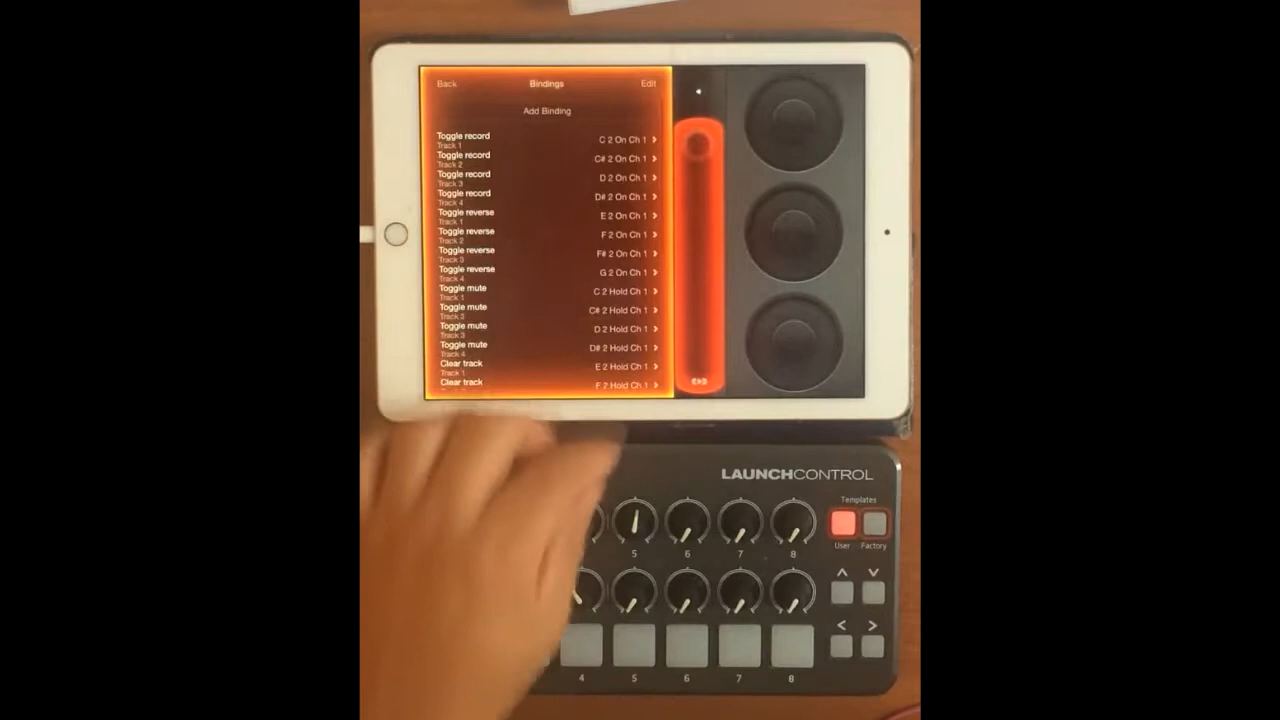 Back Bindings Edit
Add Binding
Toggle record C 2 On Ch 1
Track 1
Toggle record C# 2 On Ch 1
Track 2
Toggle record D 2 On Ch 1
Track 3
Toggle record D# 2 On Ch 1
Track 4
Toggle reverse E 2 On Ch 1
Track 1
Toggle reverse F 2 On Ch 1
Track 2
Toggle reverse F# 2 On Ch 1
Track 3
Toggle reverse G 2 On Ch 1
Track 4
Toggle mute C 2 Hold Ch 1
Track 1
Toggle mute C# 2 Hold Ch 1
Track 3
Toggle mute D 2 Hold Ch 1
Track 3
Toggle mute D# 2 Hold Ch 1
Track 4
Clear track E 2 Hold Ch 1
Track 1
Clear track F 2 Hold Ch 1
LAUNCHCONTROL
Templates
User Factory
5 6 7 8
4 5 6 7 8